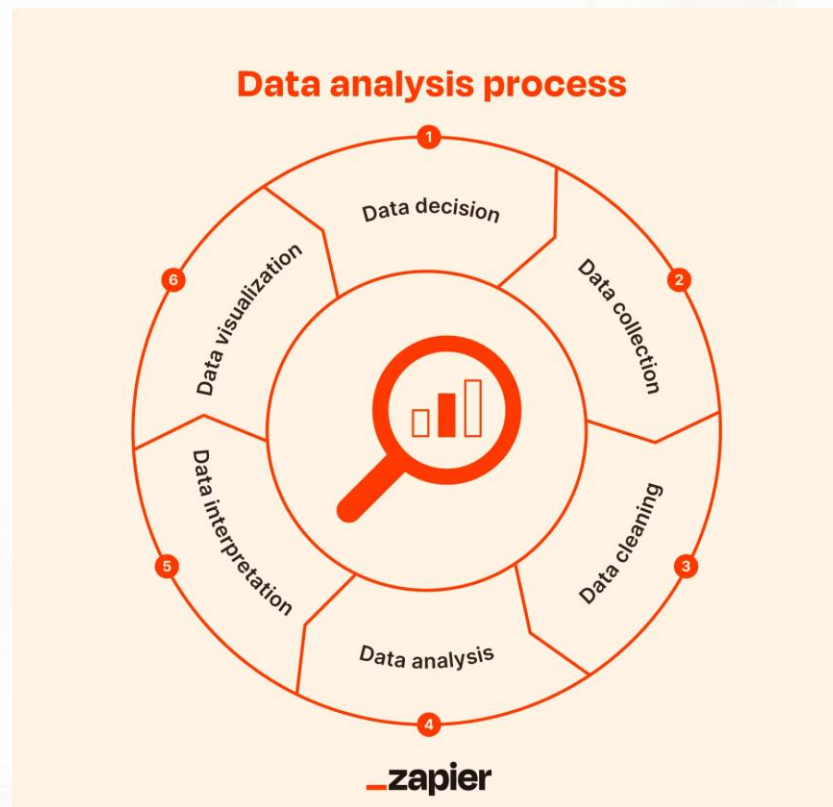 Data analysis process
1
Data decision
2
Data collection
3
Data cleaning
4
Data analysis
5
Data interpretation
6
Data visualization
_zapier